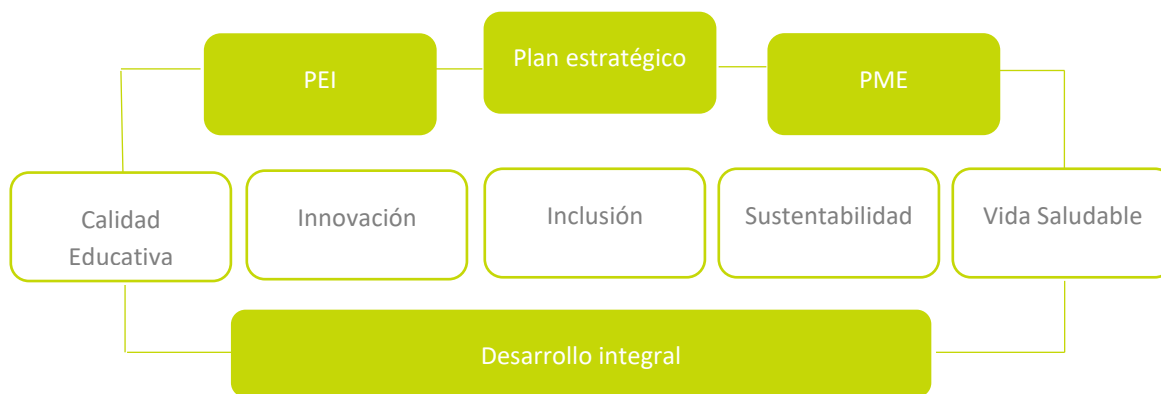 PEI
Plan estratégico
PME
Calidad
Educativa
Innovación
Inclusión
Sustentabilidad
Vida Saludable
Desarrollo integral